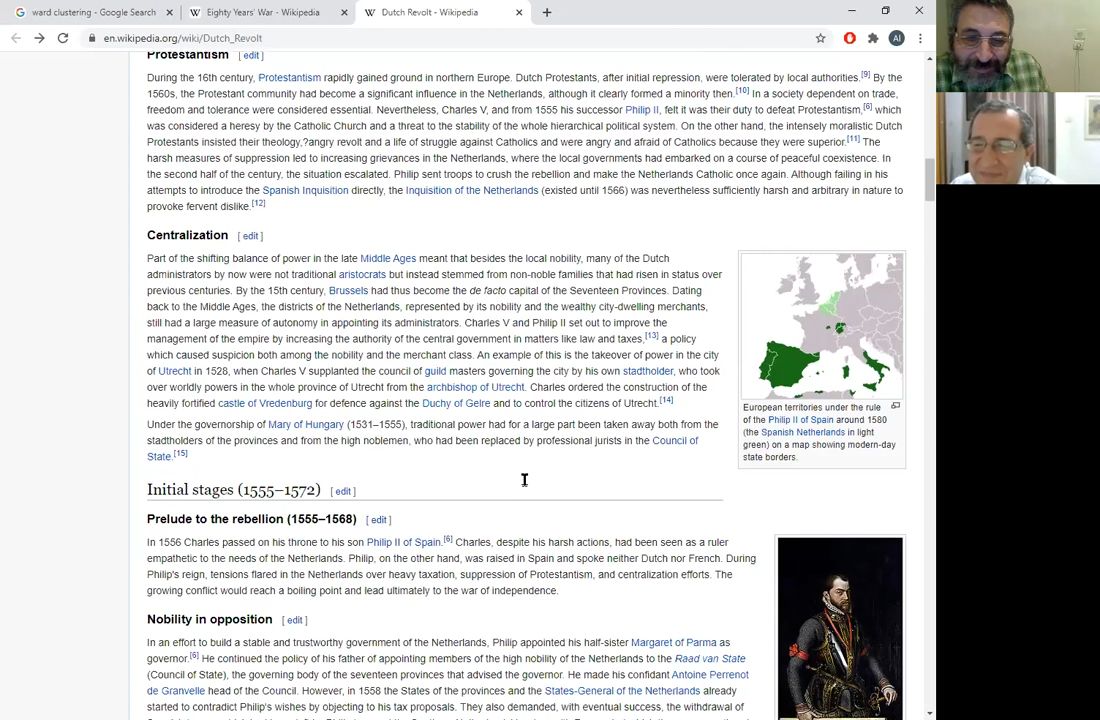 ward clustering - Google Search
Eighty Years' War - Wikipedia
Dutch Revolt - Wikipedia
en.wikipedia.org/wiki/Dutch_Revolt
AI
Protestantism [ edit ]
During the 16th century, Protestantism rapidly gained ground in northern Europe. Dutch Protestants, after initial repression, were tolerated by local authorities.[9] By the
1560s, the Protestant community had become a significant influence in the Netherlands, although it clearly formed a minority then.[10] In a society dependent on trade,
freedom and tolerance were considered essential. Nevertheless, Charles V, and from 1555 his successor Philip II, felt it was their duty to defeat Protestantism,[6] which
was considered a heresy by the Catholic Church and a threat to the stability of the whole hierarchical political system. On the other hand, the intensely moralistic Dutch
Protestants insisted their theology,?angry revolt and a life of struggle against Catholics and were angry and afraid of Catholics because they were superior.[11] The
harsh measures of suppression led to increasing grievances in the Netherlands, where the local governments had embarked on a course of peaceful coexistence. In
the second half of the century, the situation escalated. Philip sent troops to crush the rebellion and make the Netherlands Catholic once again. Although failing in his
attempts to introduce the Spanish Inquisition directly, the Inquisition of the Netherlands (existed until 1566) was nevertheless sufficiently harsh and arbitrary in nature to
provoke fervent dislike.[12]
Centralization [ edit ]
Part of the shifting balance of power in the late Middle Ages meant that besides the local nobility, many of the Dutch
administrators by now were not traditional aristocrats but instead stemmed from non-noble families that had risen in status over
previous centuries. By the 15th century, Brussels had thus become the de facto capital of the Seventeen Provinces. Dating
back to the Middle Ages, the districts of the Netherlands, represented by its nobility and the wealthy city-dwelling merchants,
still had a large measure of autonomy in appointing its administrators. Charles V and Philip II set out to improve the
management of the empire by increasing the authority of the central government in matters like law and taxes,[13] a policy
which caused suspicion both among the nobility and the merchant class. An example of this is the takeover of power in the city
of Utrecht in 1528, when Charles V supplanted the council of guild masters governing the city by his own stadtholder, who took
over worldly powers in the whole province of Utrecht from the archbishop of Utrecht. Charles ordered the construction of the
heavily fortified castle of Vredenburg for defence against the Duchy of Gelre and to control the citizens of Utrecht.[14]
Under the governorship of Mary of Hungary (1531–1555), traditional power had for a large part been taken away both from the
stadtholders of the provinces and from the high noblemen, who had been replaced by professional jurists in the Council of
State.[15]
European territories under the rule
of the Philip II of Spain around 1580
(the Spanish Netherlands in light
green) on a map showing modern-day
state borders.
Initial stages (1555–1572) [ edit ]
Prelude to the rebellion (1555–1568) [ edit ]
In 1556 Charles passed on his throne to his son Philip II of Spain.[6] Charles, despite his harsh actions, had been seen as a ruler
empathetic to the needs of the Netherlands. Philip, on the other hand, was raised in Spain and spoke neither Dutch nor French. During
Philip's reign, tensions flared in the Netherlands over heavy taxation, suppression of Protestantism, and centralization efforts. The
growing conflict would reach a boiling point and lead ultimately to the war of independence.
Nobility in opposition [ edit ]
In an effort to build a stable and trustworthy government of the Netherlands, Philip appointed his half-sister Margaret of Parma as
governor.[6] He continued the policy of his father of appointing members of the high nobility of the Netherlands to the Raad van State
(Council of State), the governing body of the seventeen provinces that advised the governor. He made his confidant Antoine Perrenot
de Granvelle head of the Council. However, in 1558 the States of the provinces and the States-General of the Netherlands already
started to contradict Philip's wishes by objecting to his tax proposals. They also demanded, with eventual success, the withdrawal of